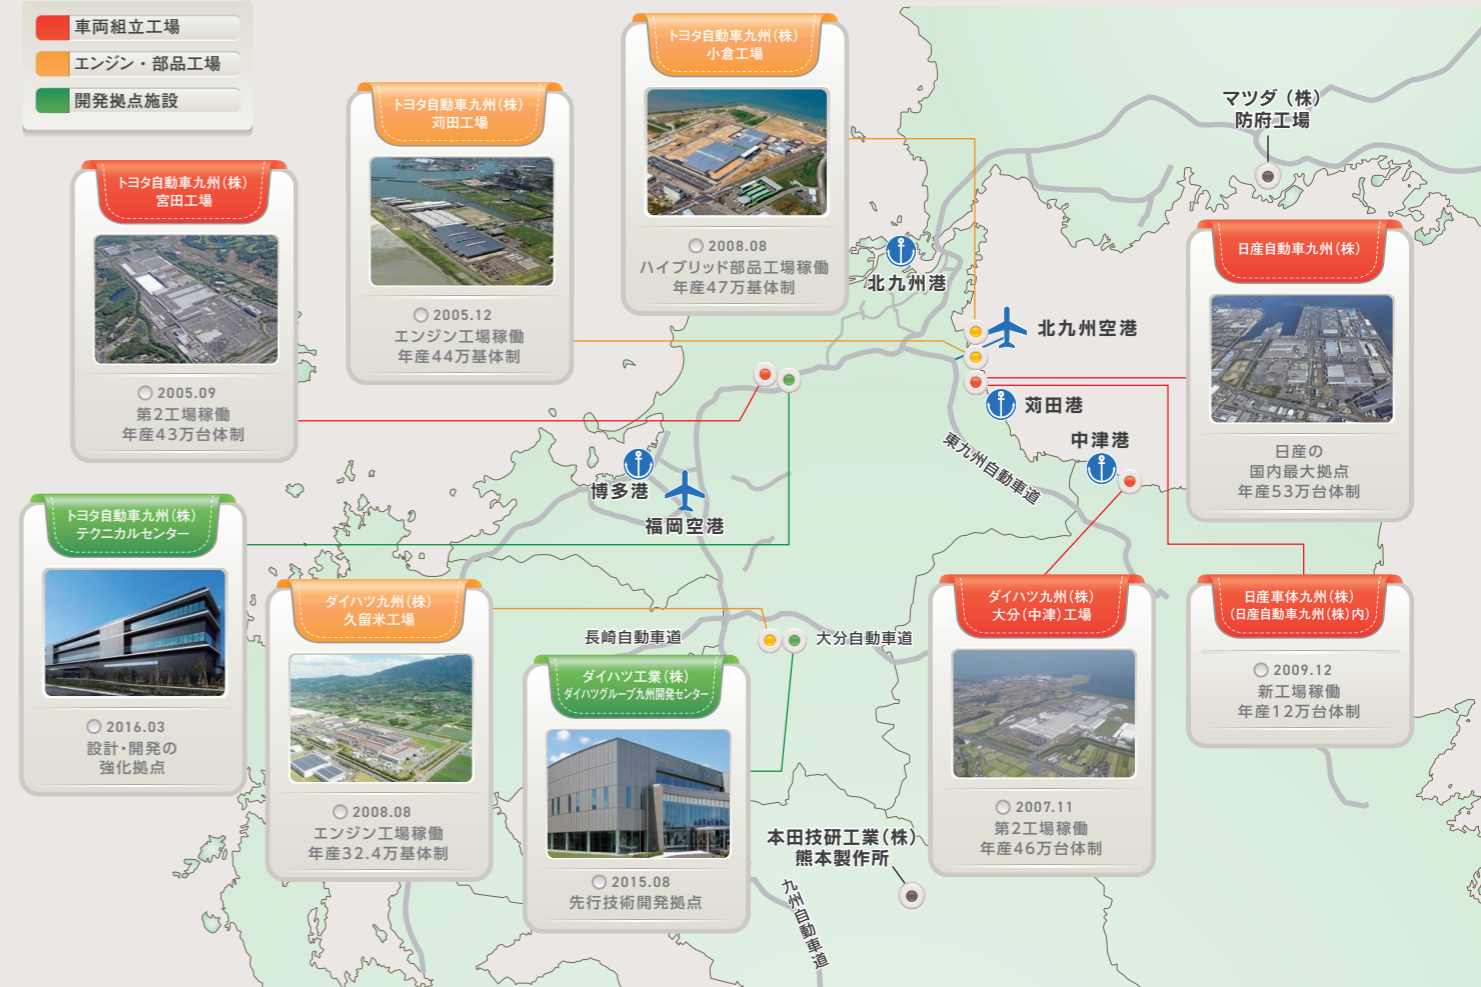 車両組立工場
エンジン・部品工場
開発拠点施設
トヨタ自動車九州(株)
宮田工場
2005.09
第2工場稼働
年産43万台体制
トヨタ自動車九州(株)
苅田工場
2005.12
エンジン工場稼働
年産44万基体制
トヨタ自動車九州(株)
小倉工場
2008.08
ハイブリッド部品工場稼働
年産47万基体制
マツダ(株)
防府工場
日産自動車九州(株)
日産の
国内最大拠点
年産53万台体制
北九州港
北九州空港
苅田港
中津港
東九州自動車道
博多港
福岡空港
トヨタ自動車九州(株)
テクニカルセンター
2016.03
設計・開発の
強化拠点
ダイハツ九州(株)
久留米工場
2008.08
エンジン工場稼働
年産32.4万基体制
長崎自動車道
大分自動車道
ダイハツ工業(株)
ダイハツグループ九州開発センター
2015.08
先行技術開発拠点
ダイハツ九州(株)
大分(中津)工場
2007.11
第2工場稼働
年産46万台体制
日産車体九州(株)
(日産自動車九州(株)内)
2009.12
新工場稼働
年産12万台体制
本田技研工業(株)
熊本製作所
九州自動車道